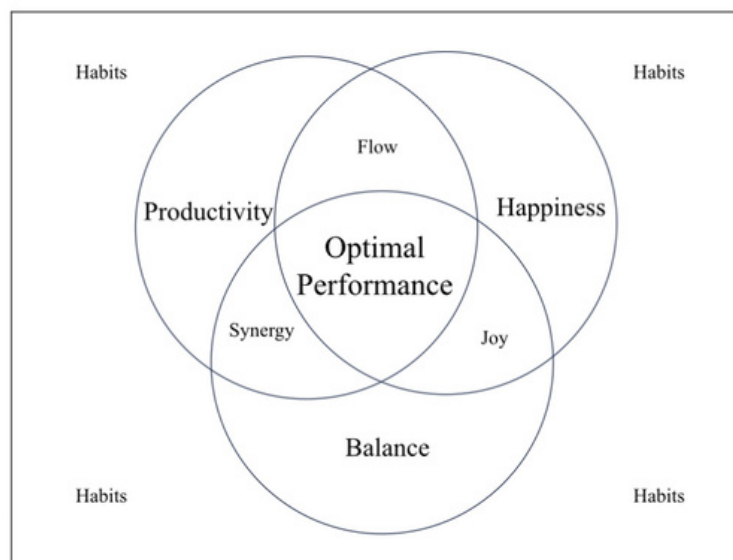 Habits
Habits
Flow
Productivity
Happiness
Optimal
Performance
Synergy
Joy
Balance
Habits
Habits